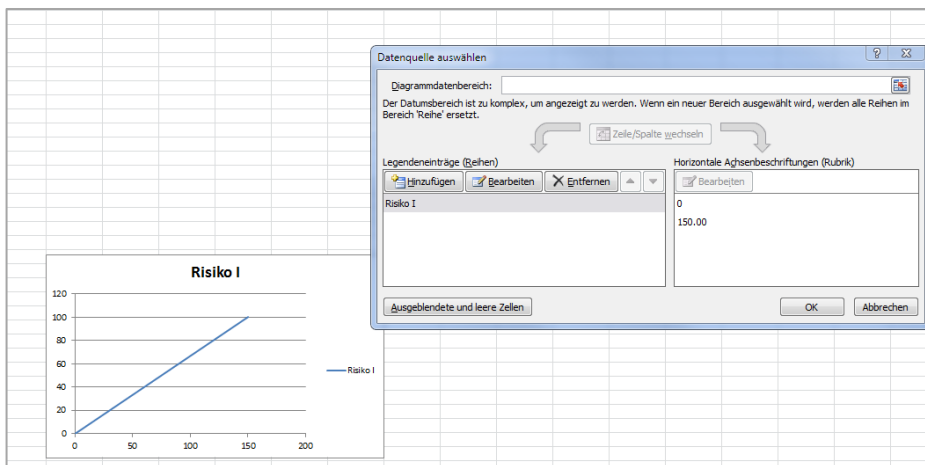 Datenquelle auswählen
Diagrammdatenbereich:
Der Datumsbereich ist zu komplex, um angezeigt zu werden. Wenn ein neuer Bereich ausgewählt wird, werden alle Reihen im
Bereich 'Reihe' ersetzt.
Zeile/Spalte wechseln
Legendeneinträge (Reihen)
Horizontale Achsenbeschriftungen (Rubrik)
Hinzufügen
Bearbeiten
Entfernen
Bearbeiten
Risiko I
0
150.00
Ausgeblendete und leere Zellen
OK
Abbrechen
Risiko I
120
100
80
60
40
20
0
0 50 100 150 200
Risiko I